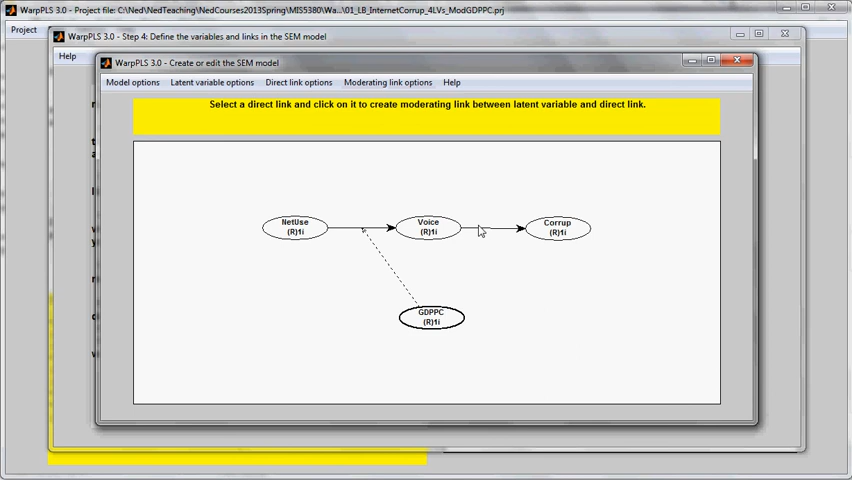 WarpPLS 3.0 - Project file: C:\Ned\NedTeaching\NedCourses2013Spring\MIS5380\Wa...\01_LB_InternetCorrup_4LVs_ModGDPPC.prj
Project
WarpPLS 3.0 - Step 4: Define the variables and links in the SEM model
Help
WarpPLS 3.0 - Create or edit the SEM model
Model options Latent variable options Direct link options Moderating link options Help
Select a direct link and click on it to create moderating link between latent variable and direct link.
NetUse
(R)1i
Voice
(R)1i
Corrup
(R)1i
GDPPC
(R)1i